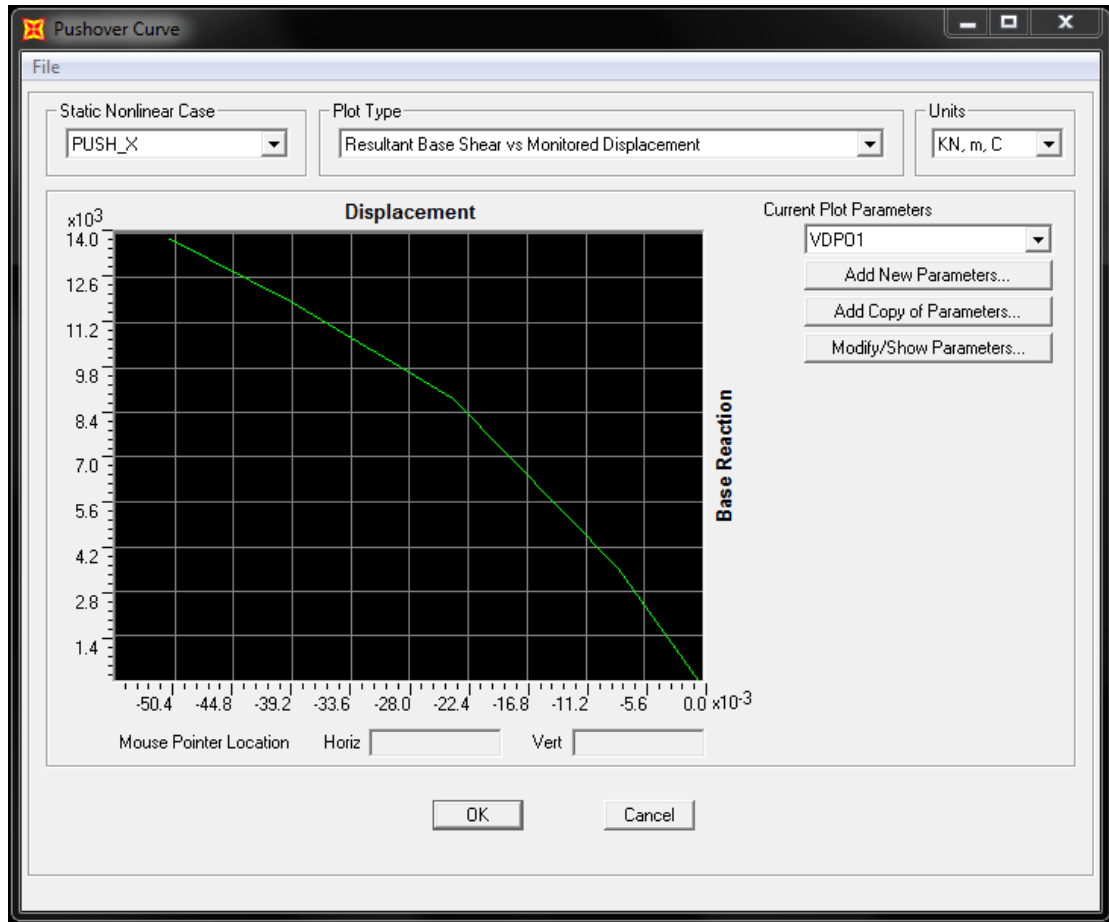 Pushover Curve
File
Static Nonlinear Case
PUSH_X
Plot Type
Resultant Base Shear vs Monitored Displacement
Units
KN, m, C
Displacement
x10^3
14.0
12.6
11.2
9.8
8.4
7.0
5.6
4.2
2.8
1.4
-50.4 -44.8 -39.2 -33.6 -28.0 -22.4 -16.8 -11.2 -5.6 0.0 x10^-3
Base Reaction
Current Plot Parameters
VDPO1
Add New Parameters...
Add Copy of Parameters...
Modify/Show Parameters...
Mouse Pointer Location Horiz Vert
OK Cancel